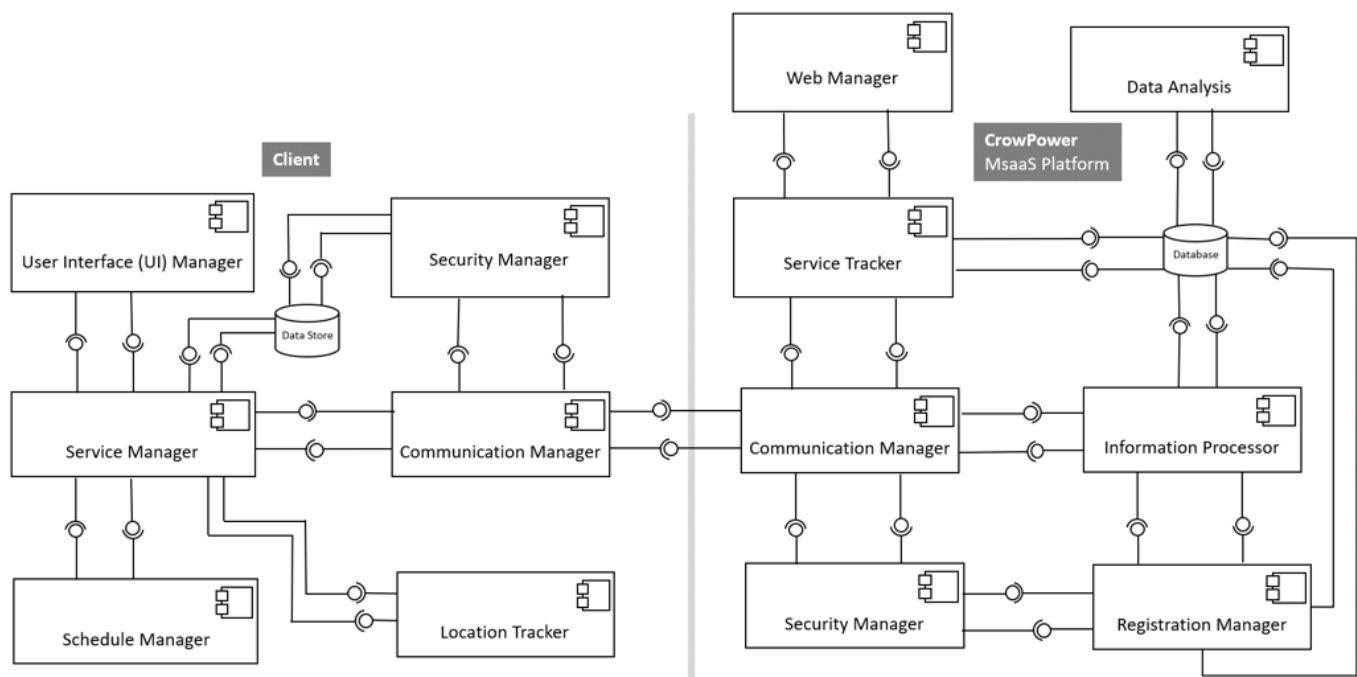 Web Manager
Data Analysis
Client
CrowPower
MsaaS Platform
User Interface (UI) Manager
Security Manager
Service Tracker
Database
Data Store
Service Manager
Communication Manager
Communication Manager
Information Processor
Schedule Manager
Location Tracker
Security Manager
Registration Manager